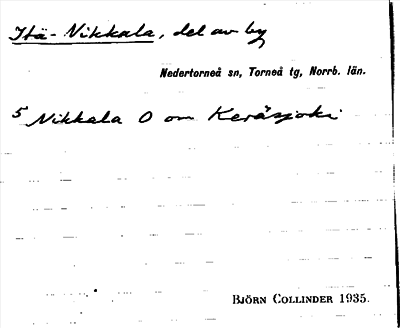 Itä-Nikkala, del av by
Nedertorneå sn, Torneå tg, Norrb. län.
5 Nikkala O om Keräsjoki
BJÖRN COLLINDER 1935.